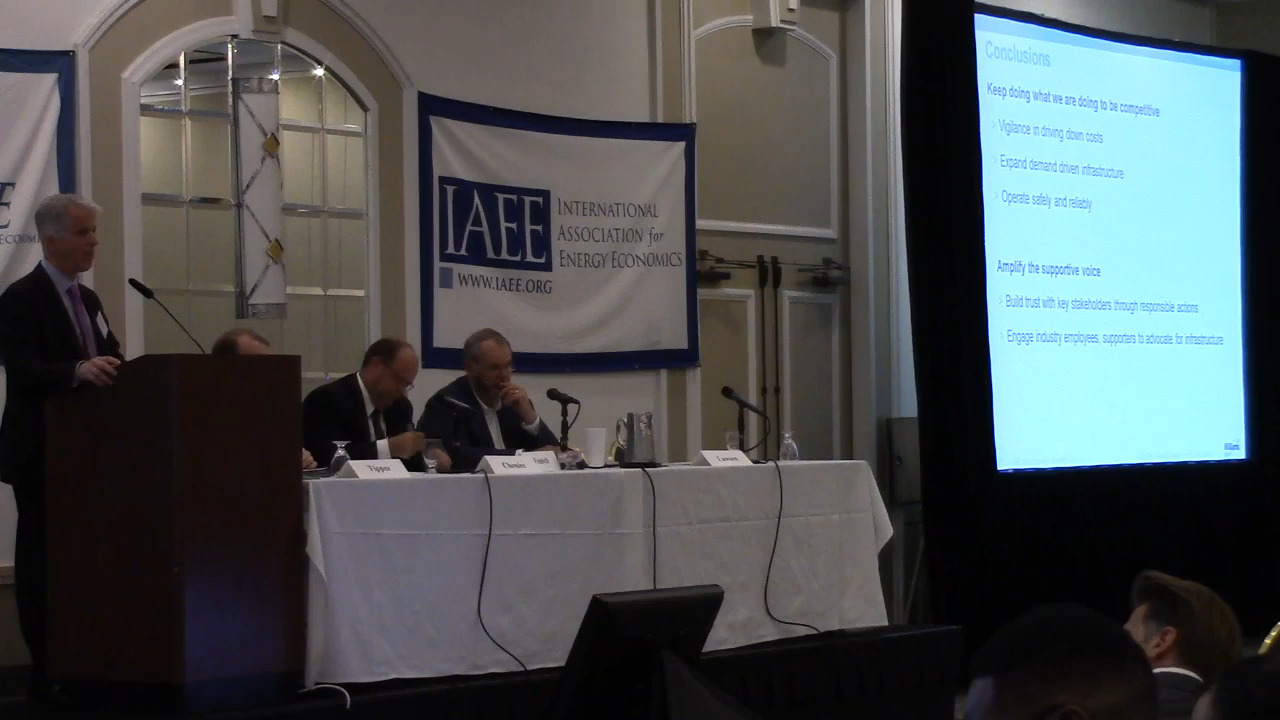 E
ECONOM
IAEE
INTERNATIONAL
ASSOCIATION for
ENERGY ECONOMICS
WWW.IAEE.ORG
Tipper
Lawson
Conclusions
Keep doing what we are doing to be competitive
> Vigilance in driving down costs
> Expand demand driven infrastructure
> Operate safely and reliably
Amplify the supportive voice
> Build trust with key stakeholders through responsible actions
> Engage industry employees, supporters to advocate for infrastructure
Williams